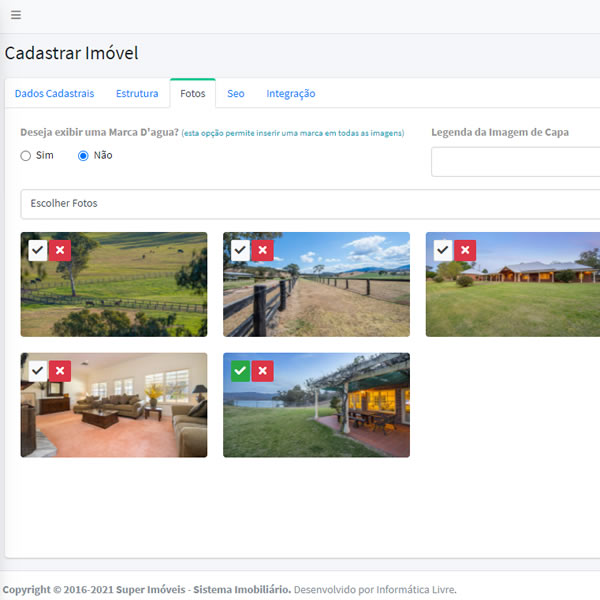 Cadastrar Imóvel
Dados Cadastrais Estrutura Fotos Seo Integração
Deseja exibir uma Marca D'agua? (esta opção permite inserir uma marca em todas as imagens) Legenda da Imagem de Capa
Sim Não
Escolher Fotos
Copyright © 2016-2021 Super Imóveis - Sistema Imobiliário. Desenvolvido por Informática Livre.